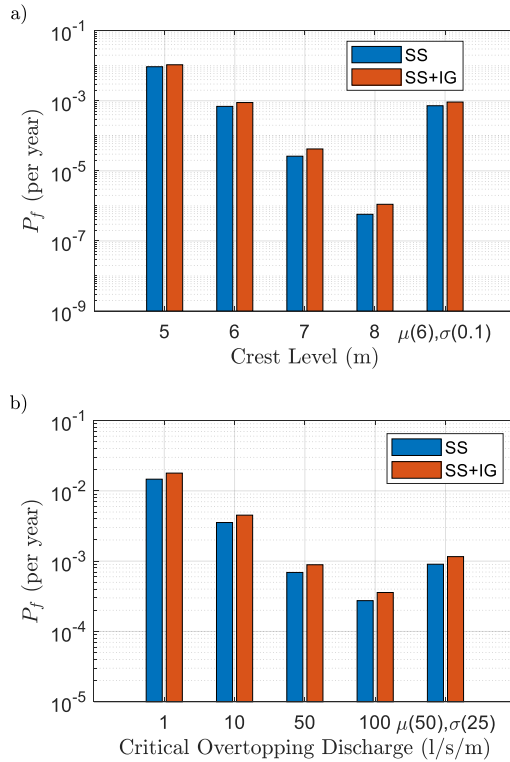 a)
10^-1
SS
SS+IG
10^-3
10^-5
10^-7
10^-9
P_f (per year)
5 6 7 8 μ(6),σ(0.1)
Crest Level (m)
b)
10^-1
SS
SS+IG
10^-2
10^-3
10^-4
10^-5
P_f (per year)
1 10 50 100 μ(50),σ(25)
Critical Overtopping Discharge (l/s/m)